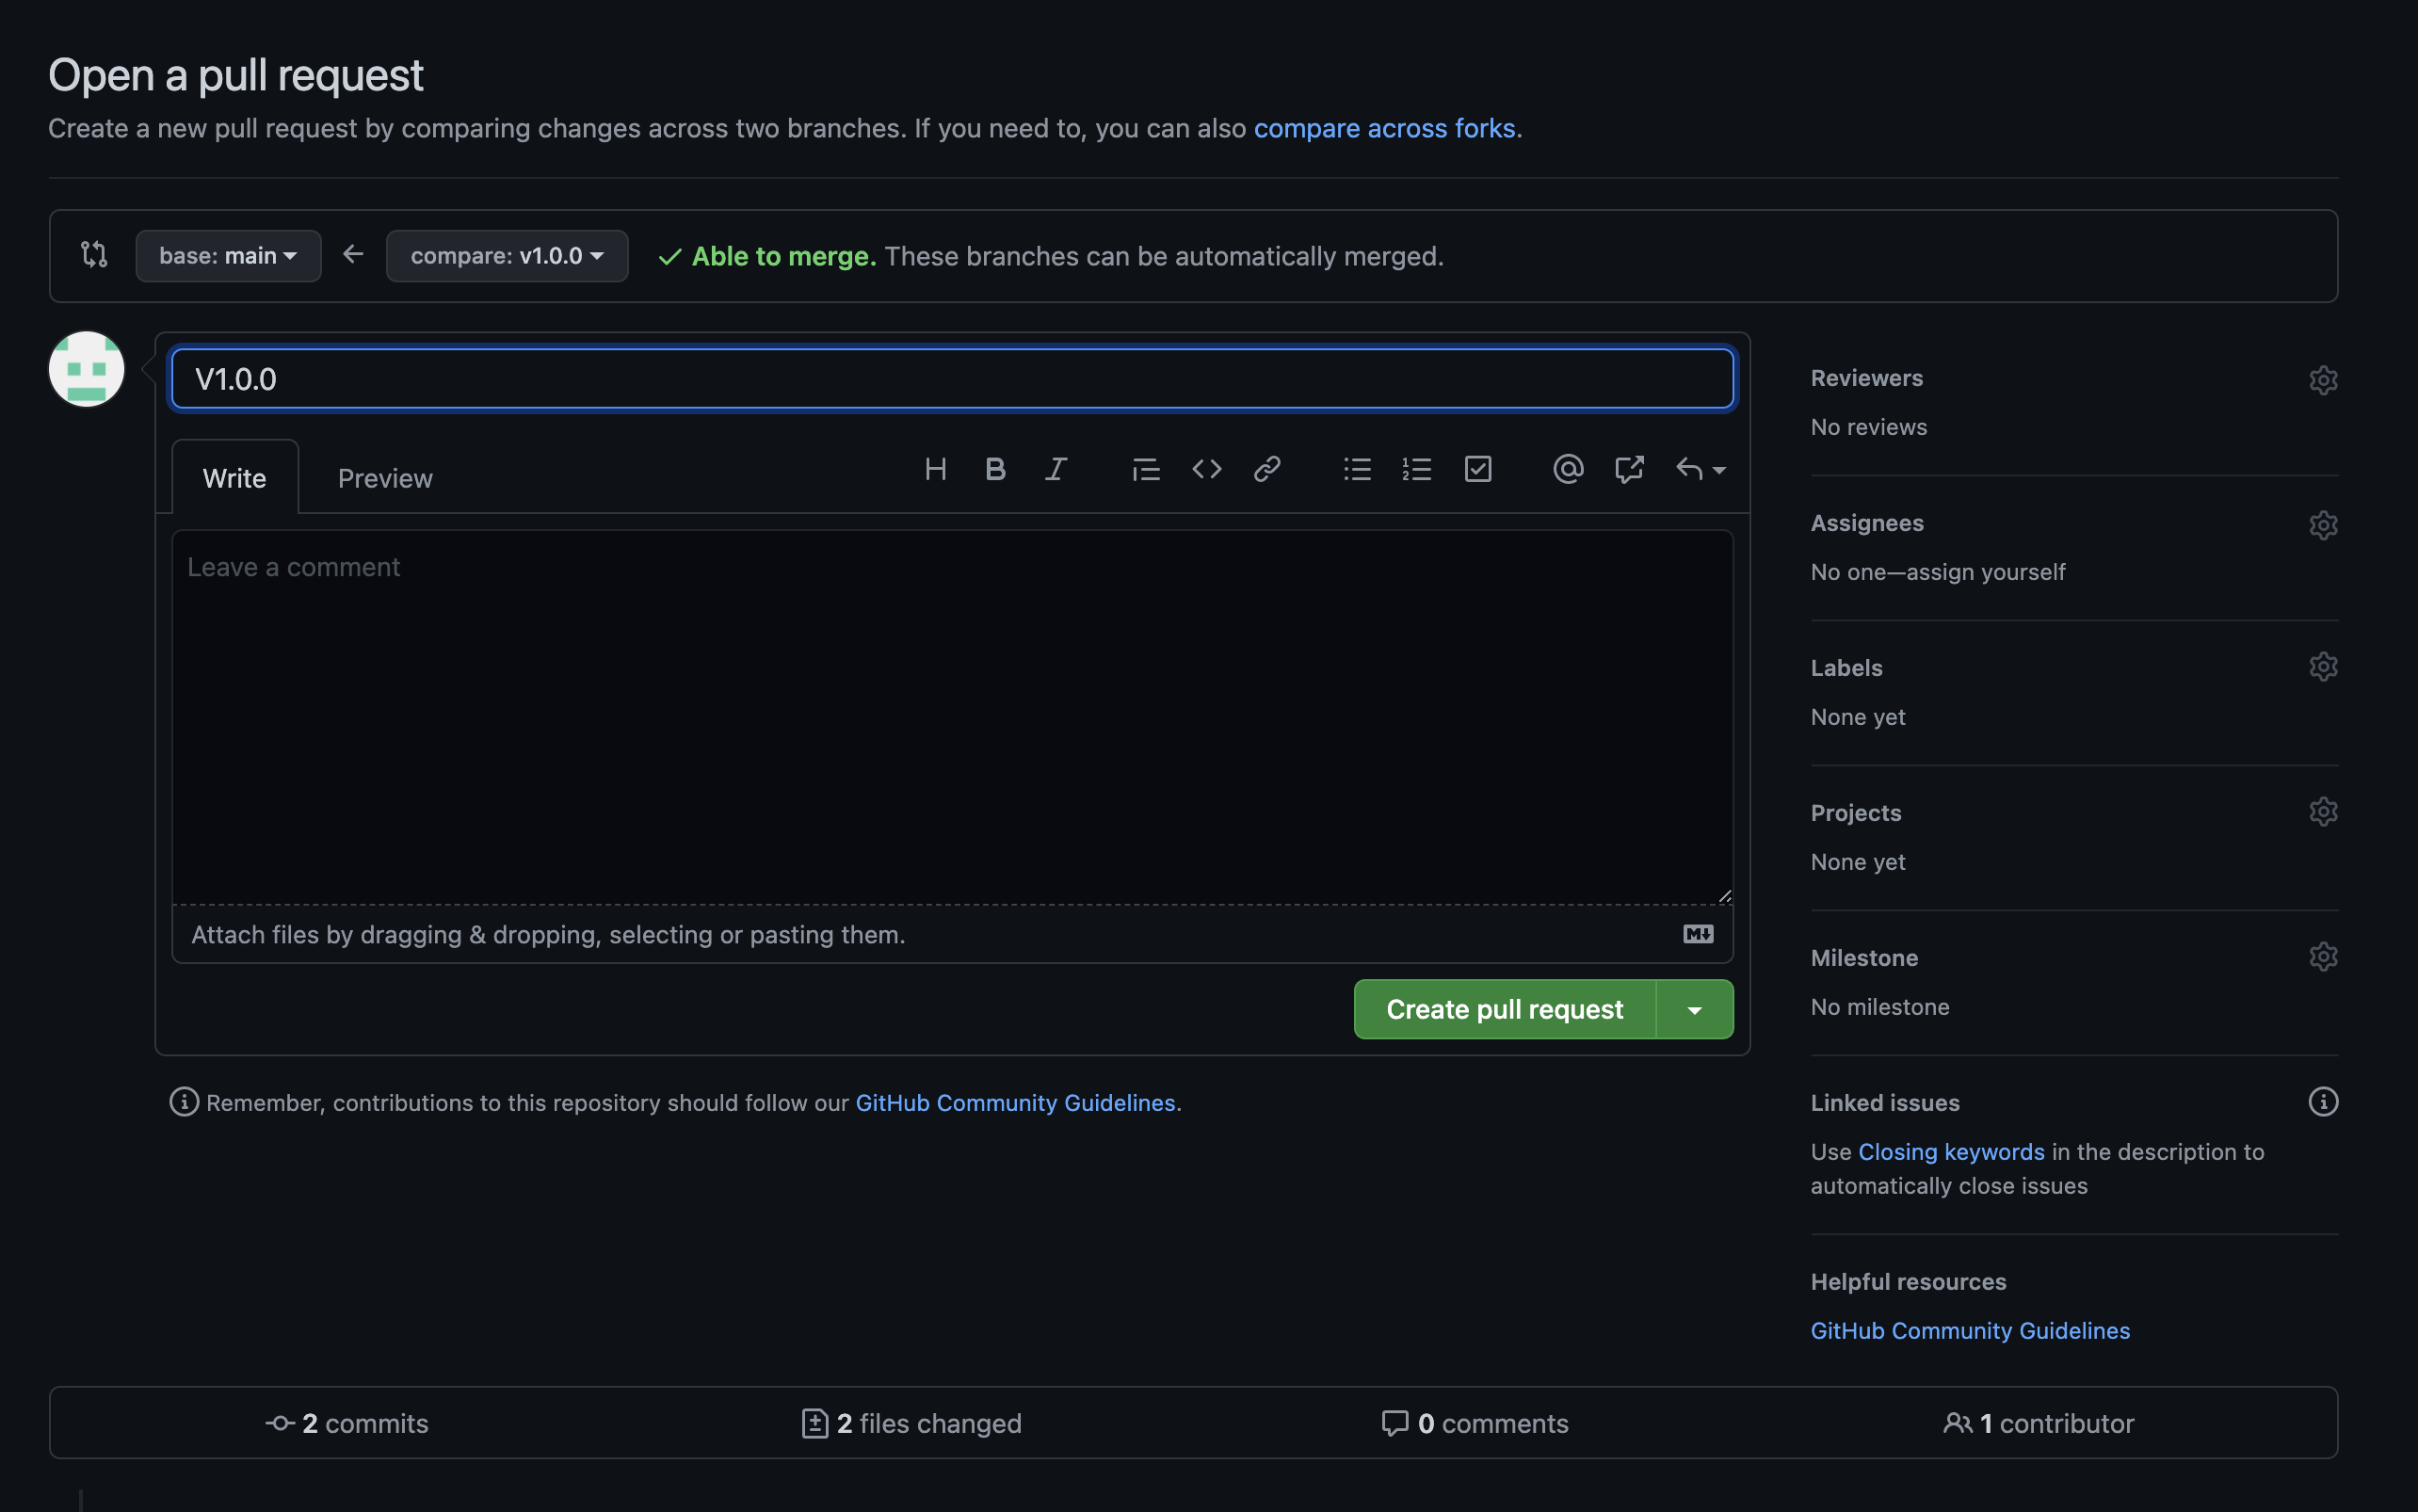 Open a pull request
Create a new pull request by comparing changes across two branches. If you need to, you can also compare across forks.
base: main
compare: v1.0.0
Able to merge. These branches can be automatically merged.
V1.0.0
Write
Preview
Leave a comment
Attach files by dragging & dropping, selecting or pasting them.
Create pull request
Remember, contributions to this repository should follow our GitHub Community Guidelines.
Reviewers
No reviews
Assignees
No one—assign yourself
Labels
None yet
Projects
None yet
Milestone
No milestone
Linked issues
Use Closing keywords in the description to
automatically close issues
Helpful resources
GitHub Community Guidelines
2 commits
2 files changed
0 comments
1 contributor